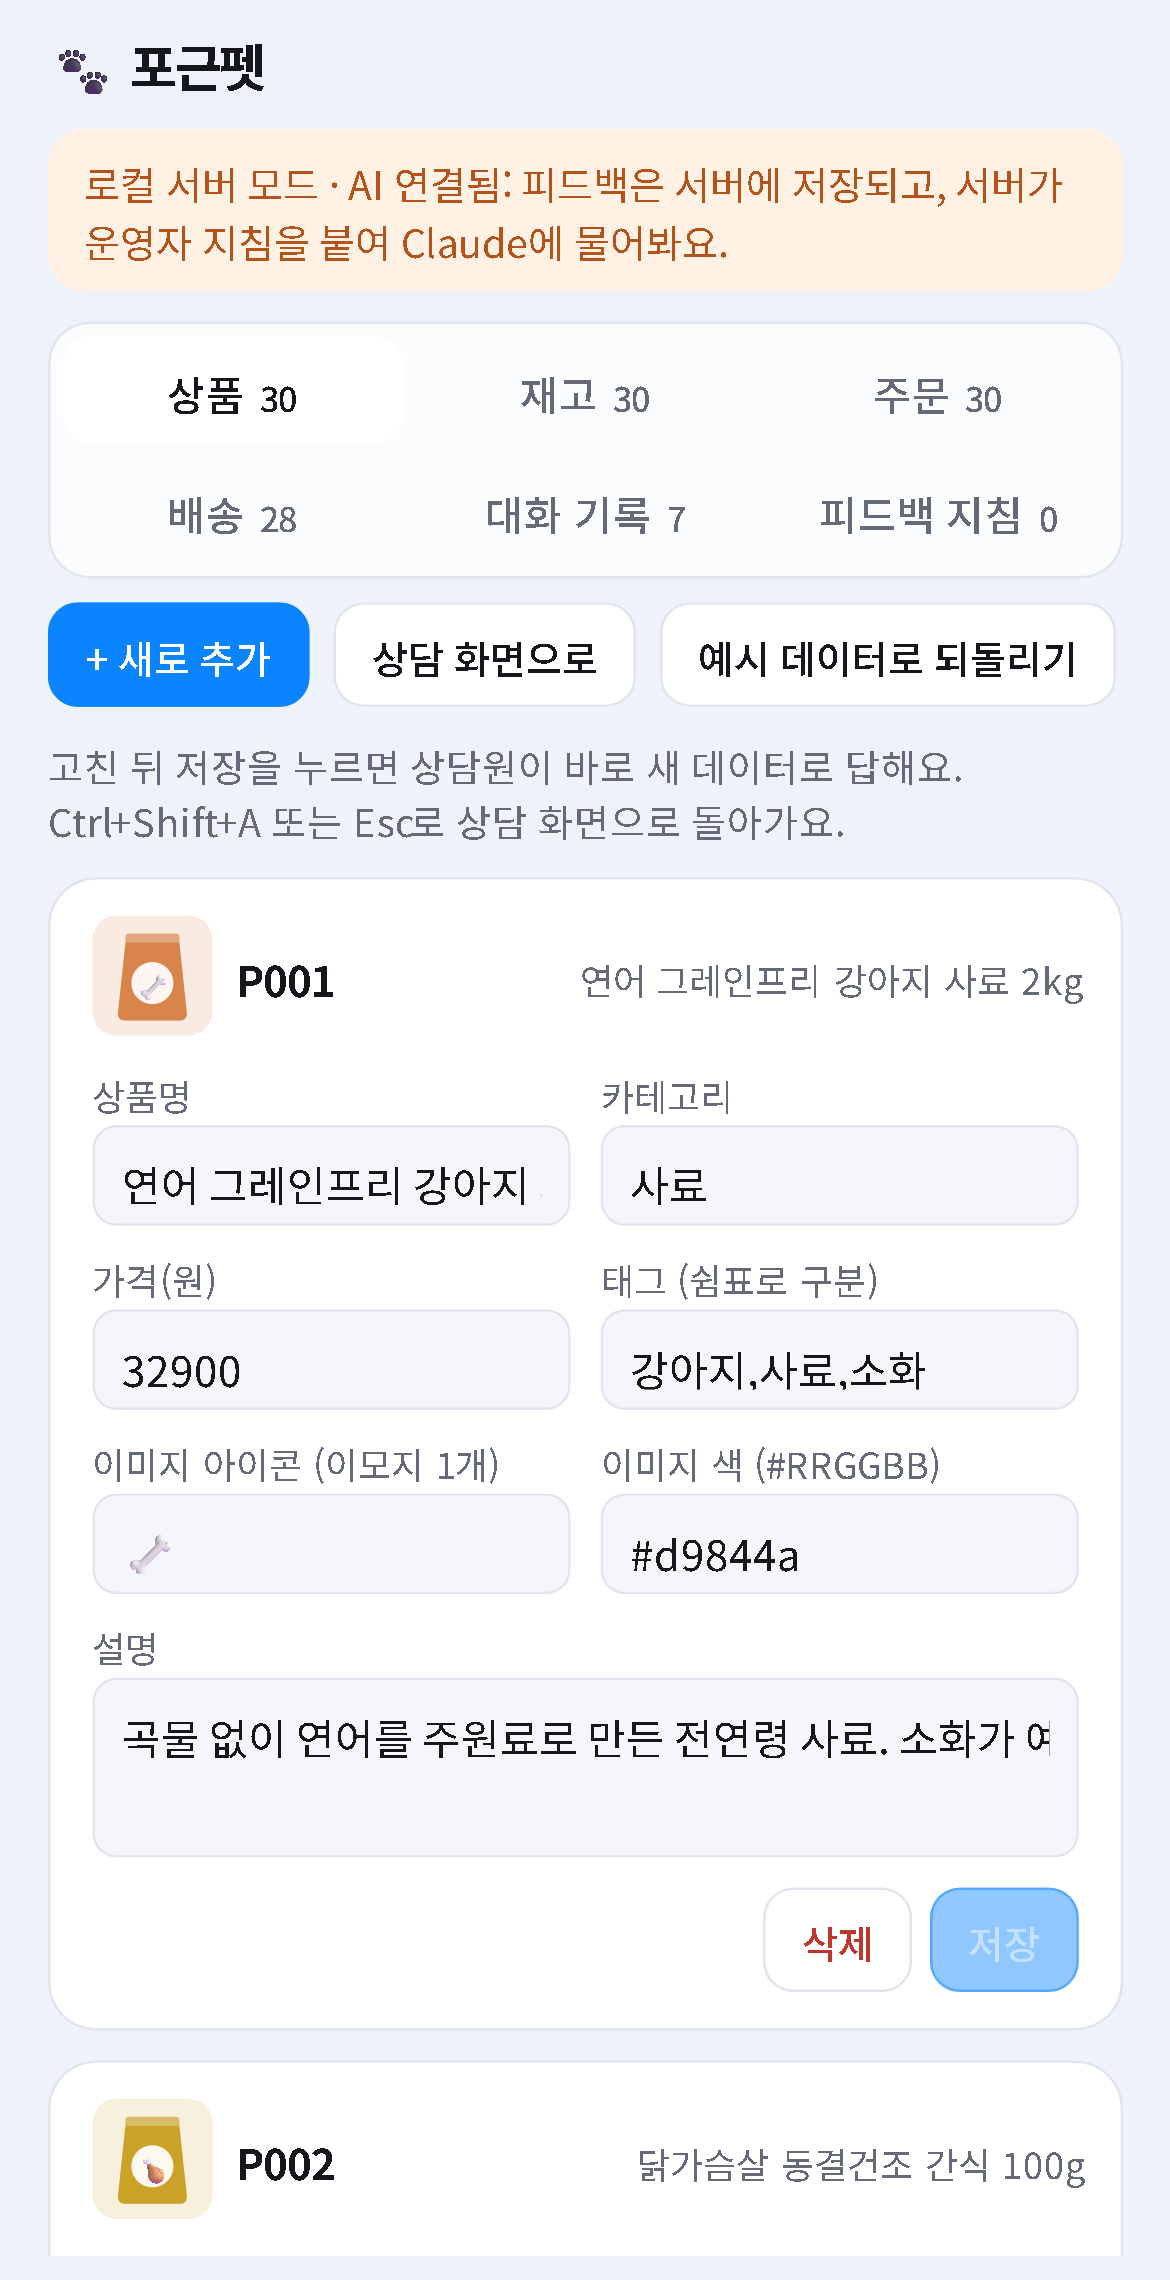 포근펫
로컬 서버 모드 · AI 연결됨: 피드백은 서버에 저장되고, 서버가
운영자 지침을 붙여 Claude에 물어봐요.
상품 30
재고 30
주문 30
배송 28
대화 기록 7
피드백 지침 0
+ 새로 추가
상담 화면으로
예시 데이터로 되돌리기
고친 뒤 저장을 누르면 상담원이 바로 새 데이터로 답해요.
Ctrl+Shift+A 또는 Esc로 상담 화면으로 돌아가요.
P001
연어 그레인프리 강아지 사료 2kg
상품명
카테고리
연어 그레인프리 강아지
사료
가격(원)
태그 (쉼표로 구분)
32900
강아지,사료,소화
이미지 아이콘 (이모지 1개)
이미지 색 (#RRGGBB)
#d9844a
설명
곡물 없이 연어를 주원료로 만든 전연령 사료. 소화가
삭제
저장
P002
닭가슴살 동결건조 간식 100g